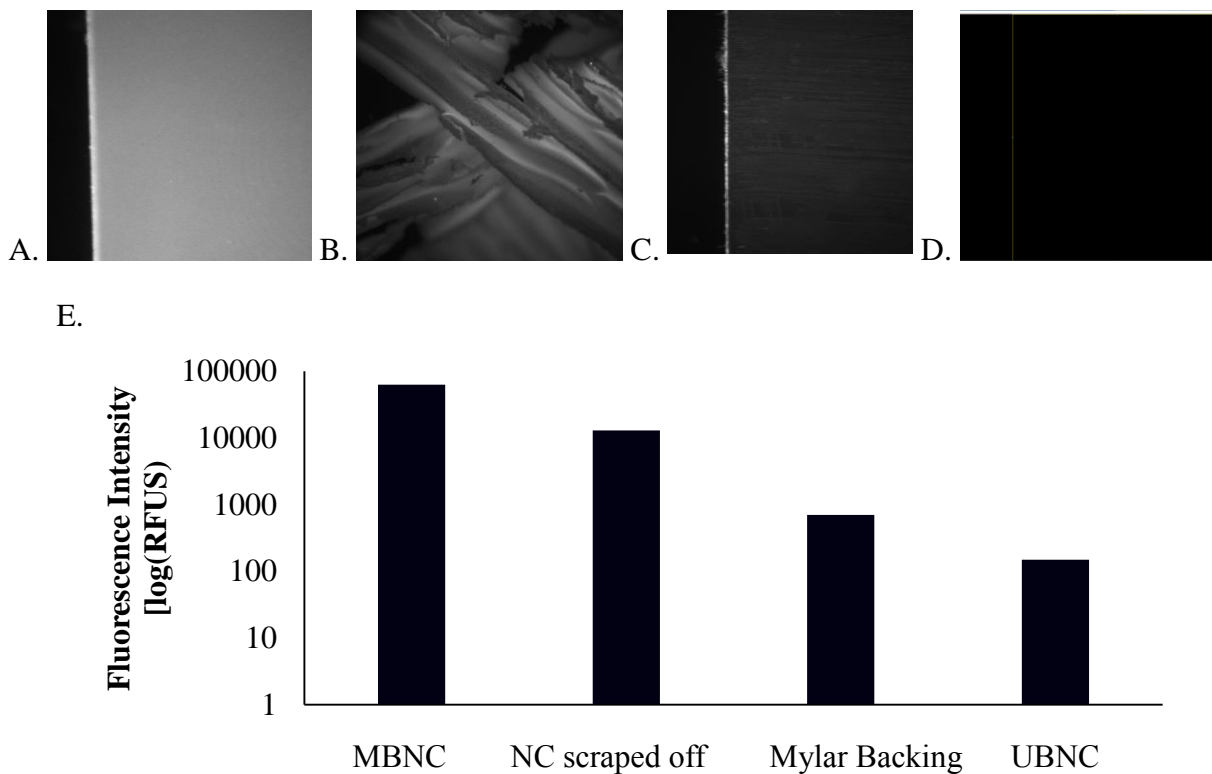 A.
B.
C.
D.
E.
Fluorescence Intensity
[log(RFUS)
100000
10000
1000
100
10
1
MBNC
NC scraped off
Mylar Backing
UBNC